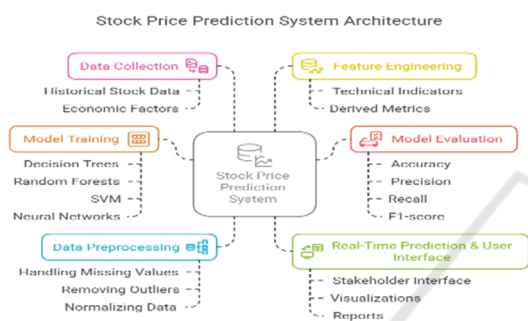 Stock Price Prediction System Architecture
Data Collection
Historical Stock Data
Economic Factors
Model Training
Decision Trees
Random Forests
SVM
Neural Networks
Data Preprocessing
Handling Missing Values
Removing Outliers
Normalizing Data
Stock Price
Prediction
System
Feature Engineering
Technical Indicators
Derived Metrics
Model Evaluation
Accuracy
Precision
Recall
F1-score
Real-Time Prediction & User
Interface
Stakeholder Interface
Visualizations
Reports